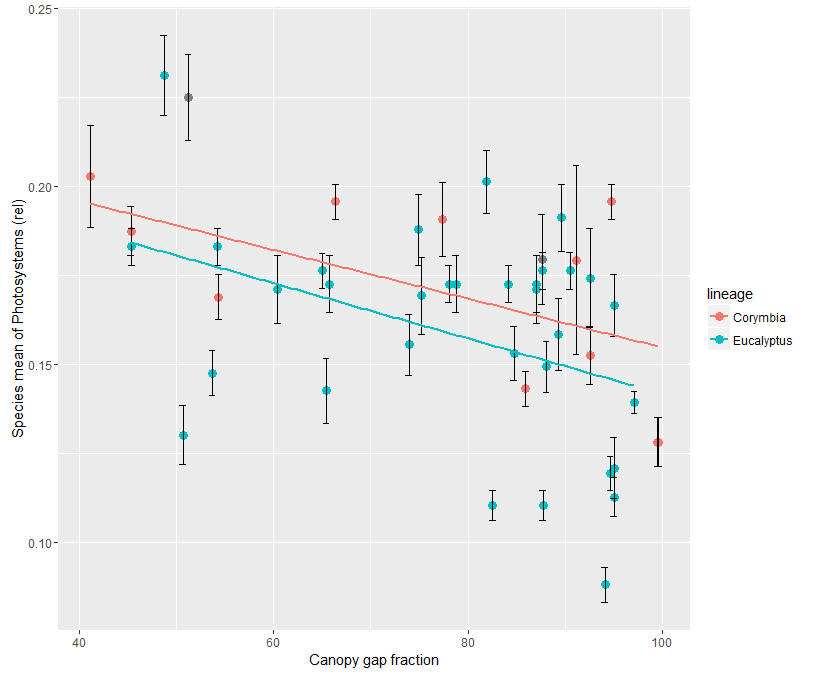 0.25
0.20
0.15
0.10
Species mean of Photosystems (rel)
40
60
80
100
Canopy gap fraction
lineage
Corymbia
Eucalyptus